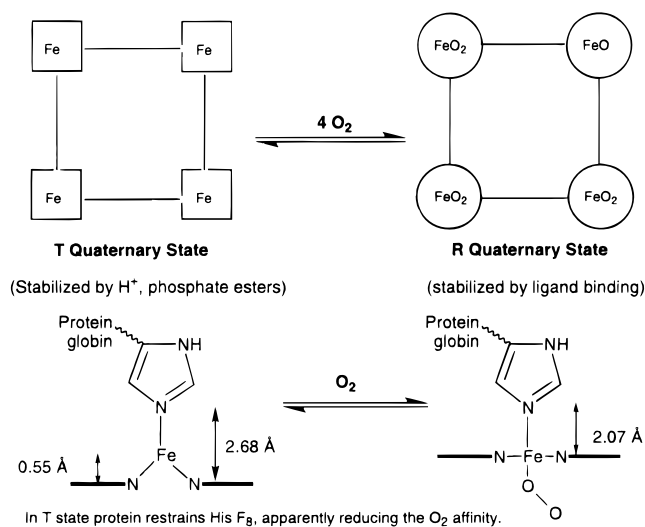 Fe Fe FeO₂ FeO
4 O₂
Fe Fe FeO₂ FeO₂
T Quaternary State R Quaternary State
(Stabilized by H⁺, phosphate esters) (stabilized by ligand binding)
Protein
globin
NH
N
Fe
2.68 Å
0.55 Å
N N
O₂
Protein
globin
NH
N
2.07 Å
N Fe N
O
O
In T state protein restrains His F₈, apparently reducing the O₂ affinity.